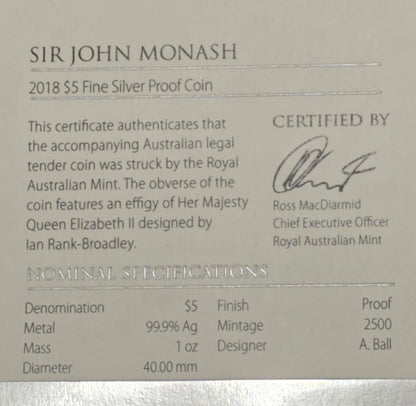 SIR JOHN MONASH
2018 $5 Fine Silver Proof Coin
This certificate authenticates that
the accompanying Australian legal
tender coin was struck by the Royal
Australian Mint. The obverse of the
coin features an effigy of Her Majesty
Queen Elizabeth II designed by
Ian Rank-Broadley.
CERTIFIED BY
Ross MacDiarmid
Chief Executive Officer
Royal Australian Mint
NOMINAL SPECIFICATIONS
Denomination $5 Finish Proof
Metal 99.9% Ag Mintage 2500
Mass 1 oz Designer A. Ball
Diameter 40.00 mm